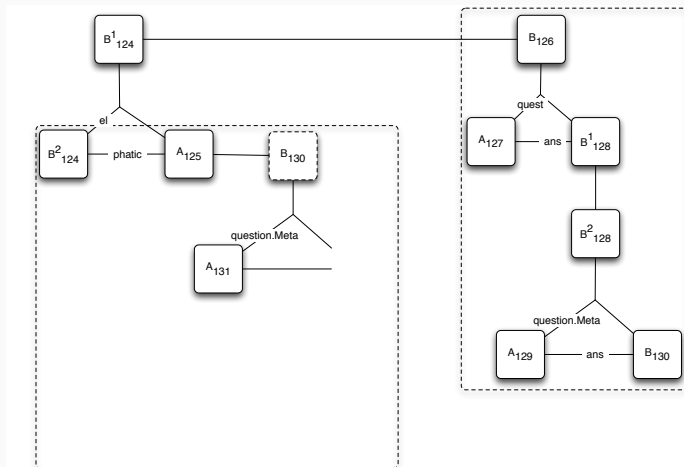 B¹₁₂₄
B₁₂₆
quest
el
A₁₂₇
ans
B¹₁₂₈
B²₁₂₄
phatic
A₁₂₅
B₁₃₀
B²₁₂₈
question.Meta
A₁₃₁
question.Meta
A₁₂₉
ans
B₁₃₀